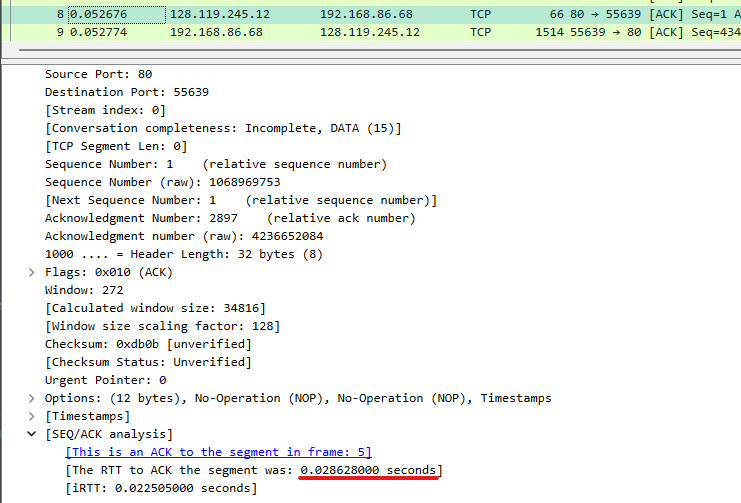 8 0.052676 128.119.245.12 192.168.86.68 TCP 66 80 → 55639 [ACK] Seq=1 A
9 0.052774 192.168.86.68 128.119.245.12 TCP 1514 55639 → 80 [ACK] Seq=434
Source Port: 80
Destination Port: 55639
[Stream index: 0]
[Conversation completeness: Incomplete, DATA (15)]
[TCP Segment Len: 0]
Sequence Number: 1 (relative sequence number)
Sequence Number (raw): 1068969753
[Next Sequence Number: 1 (relative sequence number)]
Acknowledgment Number: 2897 (relative ack number)
Acknowledgment number (raw): 4236652084
1000 .... = Header Length: 32 bytes (8)
Flags: 0x010 (ACK)
Window: 272
[Calculated window size: 34816]
[Window size scaling factor: 128]
Checksum: 0xdb0b [unverified]
[Checksum Status: Unverified]
Urgent Pointer: 0
Options: (12 bytes), No-Operation (NOP), No-Operation (NOP), Timestamps
[Timestamps]
[SEQ/ACK analysis]
[This is an ACK to the segment in frame: 5]
[The RTT to ACK the segment was: 0.028628000 seconds]
[iRTT: 0.022505000 seconds]